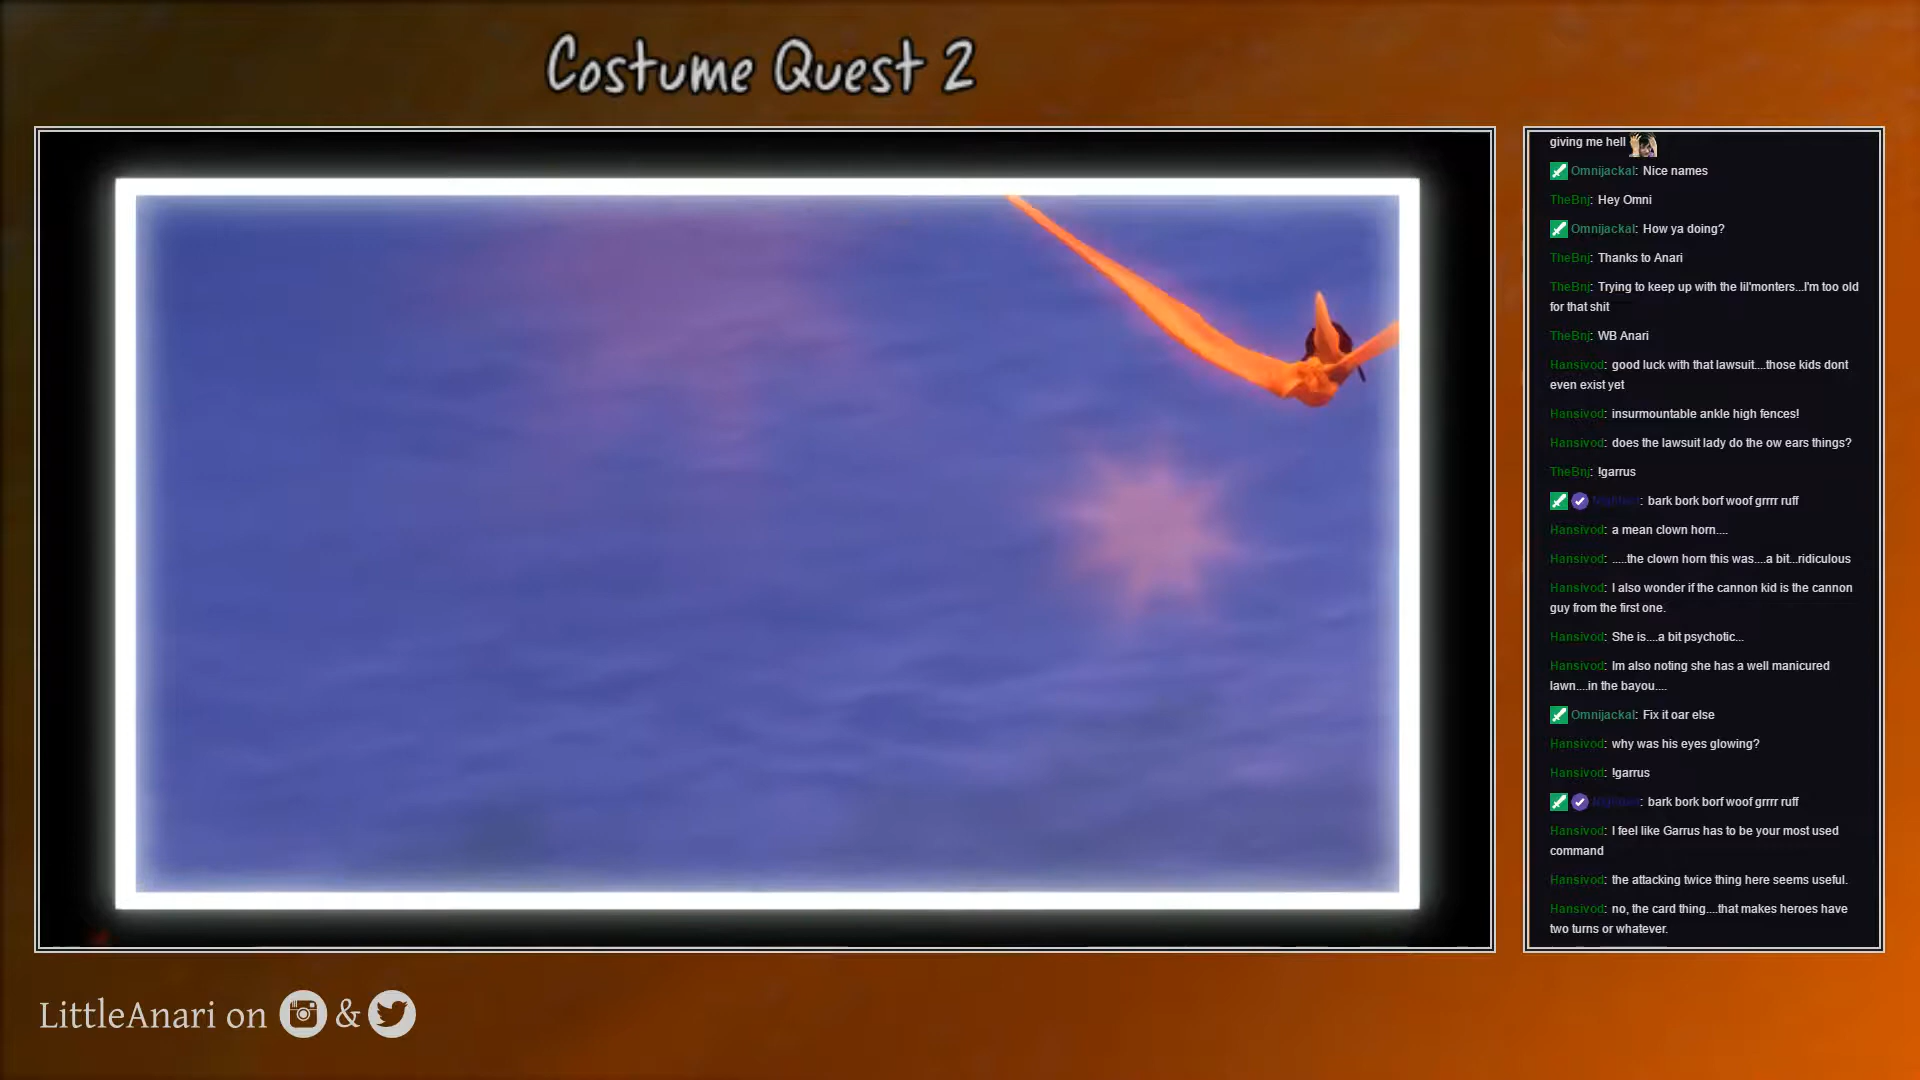 Costume Quest 2
giving me hell
Omnijackal: Nice names
TheBnj: Hey Omni
Omnijackal: How ya doing?
TheBnj: Thanks to Anari
TheBnj: Trying to keep up with the lil'monters...I'm too old
for that shit
TheBnj: WB Anari
Hansivod: good luck with that lawsuit....those kids dont
even exist yet
Hansivod: insurmountable ankle high fences!
Hansivod: does the lawsuit lady do the ow ears things?
TheBnj: !garrus
: bark bork borf woof grrrr ruff
Hansivod: a mean clown horn....
Hansivod: .....the clown horn this was....a bit...ridiculous
Hansivod: I also wonder if the cannon kid is the cannon
guy from the first one.
Hansivod: She is....a bit psychotic...
Hansivod: Im also noting she has a well manicured
lawn....in the bayou....
Omnijackal: Fix it oar else
Hansivod: why was his eyes glowing?
Hansivod: !garrus
: bark bork borf woof grrrr ruff
Hansivod: I feel like Garrus has to be your most used
command
Hansivod: the attacking twice thing here seems useful.
Hansivod: no, the card thing....that makes heroes have
two turns or whatever.
LittleAnari on &